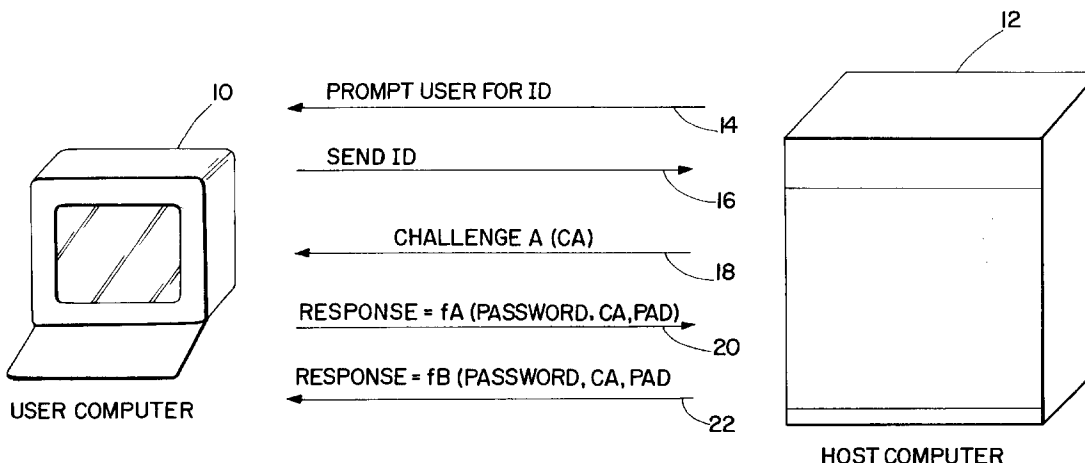 12
10
PROMPT USER FOR ID
14
SEND ID
16
CHALLENGE A (CA)
18
RESPONSE = fA (PASSWORD. CA, PAD)
20
RESPONSE = fB (PASSWORD, CA, PAD
22
USER COMPUTER
HOST COMPUTER